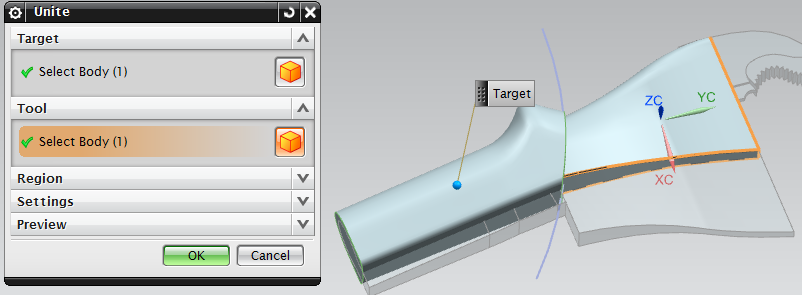 Unite
Target
Select Body (1)
Tool
Select Body (1)
Region
Settings
Preview
OK
Cancel
Target
ZC
YC
XC